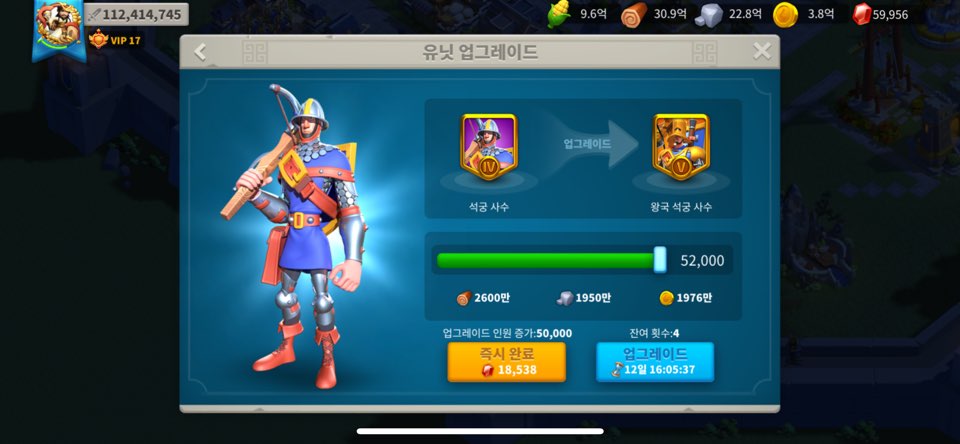 112,414,745
9.6억
30.9억
22.8억
3.8억
59,956
VIP 17
유닛 업그레이드
IV
업그레이드
V
석궁 사수
왕국 석궁 사수
52,000
2600만
1950만
1976만
업그레이드 인원 증가:50,000
잔여 횟수:4
즉시 완료
18,538
업그레이드
12일 16:05:37